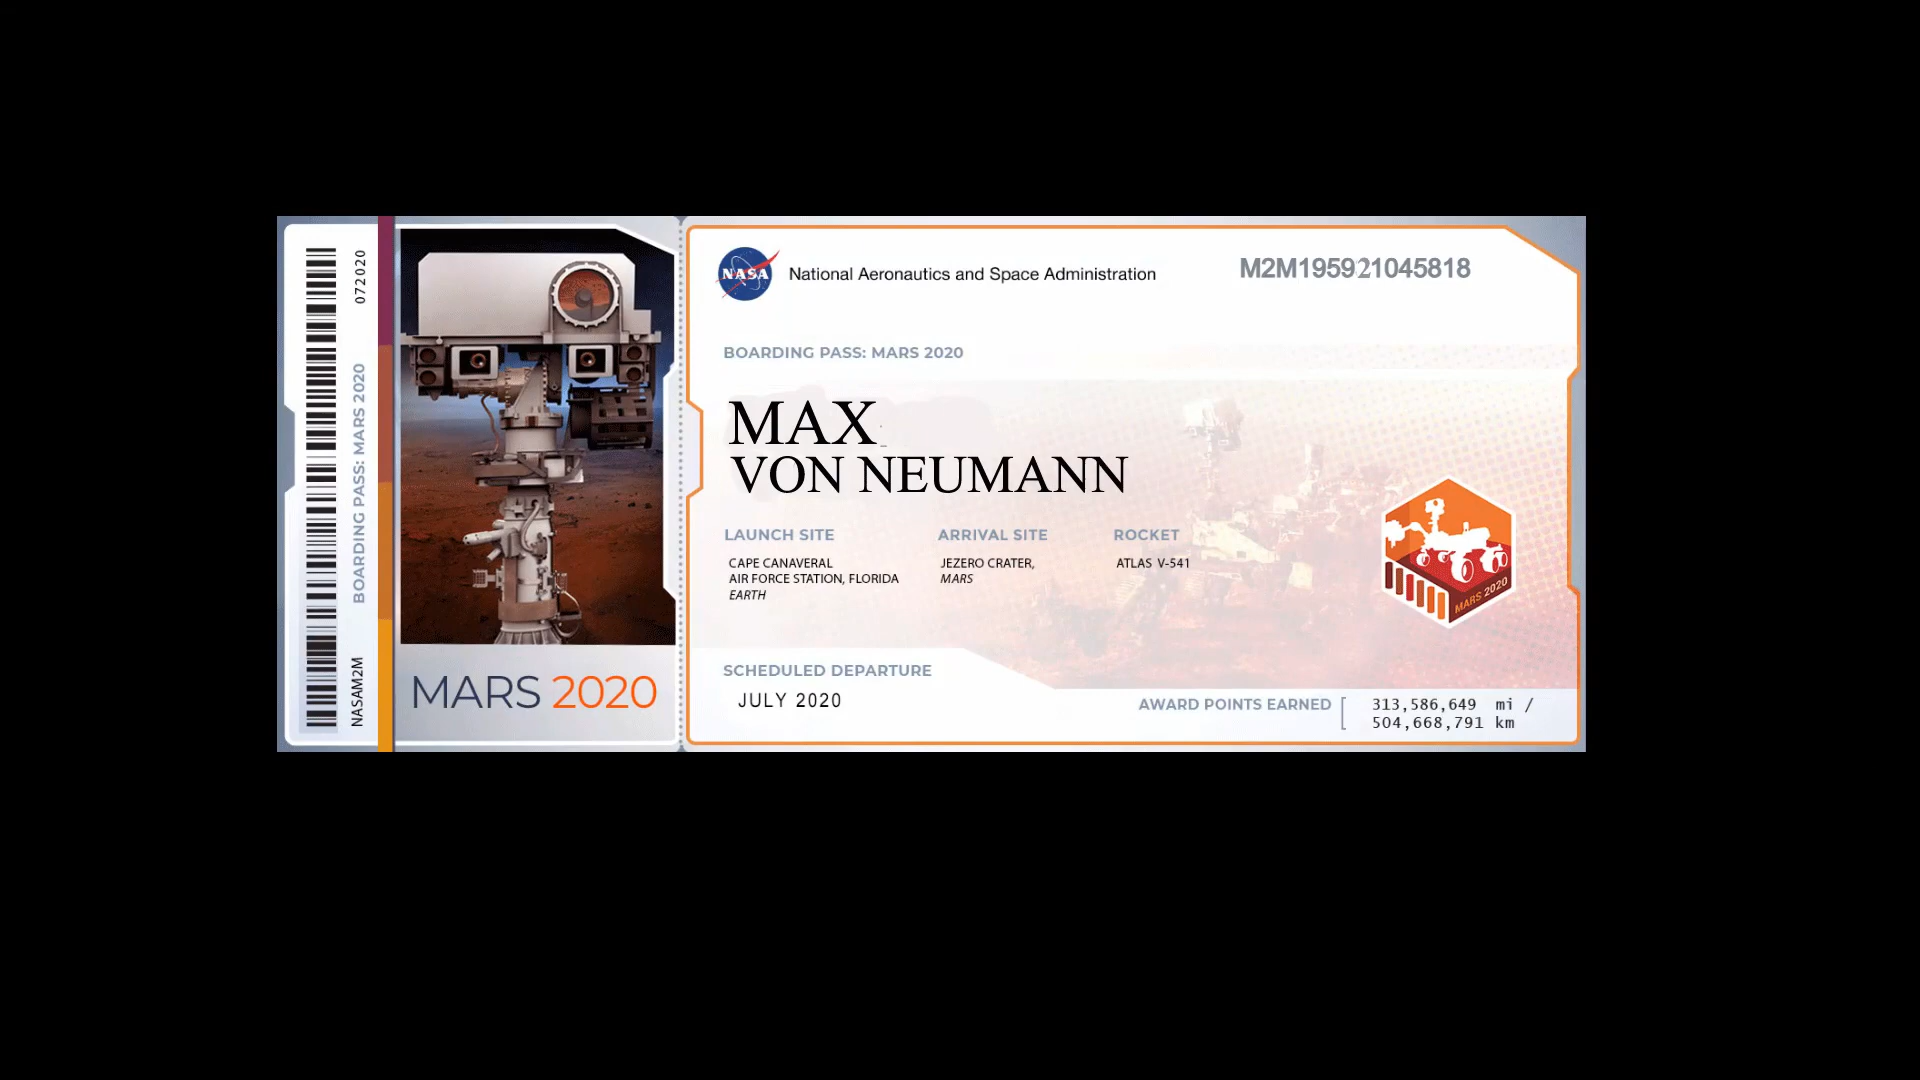 072020
BOARDING PASS: MARS 2020
NASAM2M
MARS 2020
NASA
National Aeronautics and Space Administration
M2M195921045818
BOARDING PASS: MARS 2020
MAX
VON NEUMANN
LAUNCH SITE
CAPE CANAVERAL
AIR FORCE STATION, FLORIDA
EARTH
ARRIVAL SITE
JEZERO CRATER,
MARS
ROCKET
ATLAS V-541
MARS 2020
SCHEDULED DEPARTURE
JULY 2020
AWARD POINTS EARNED
313,586,649 mi /
504,668,791 km